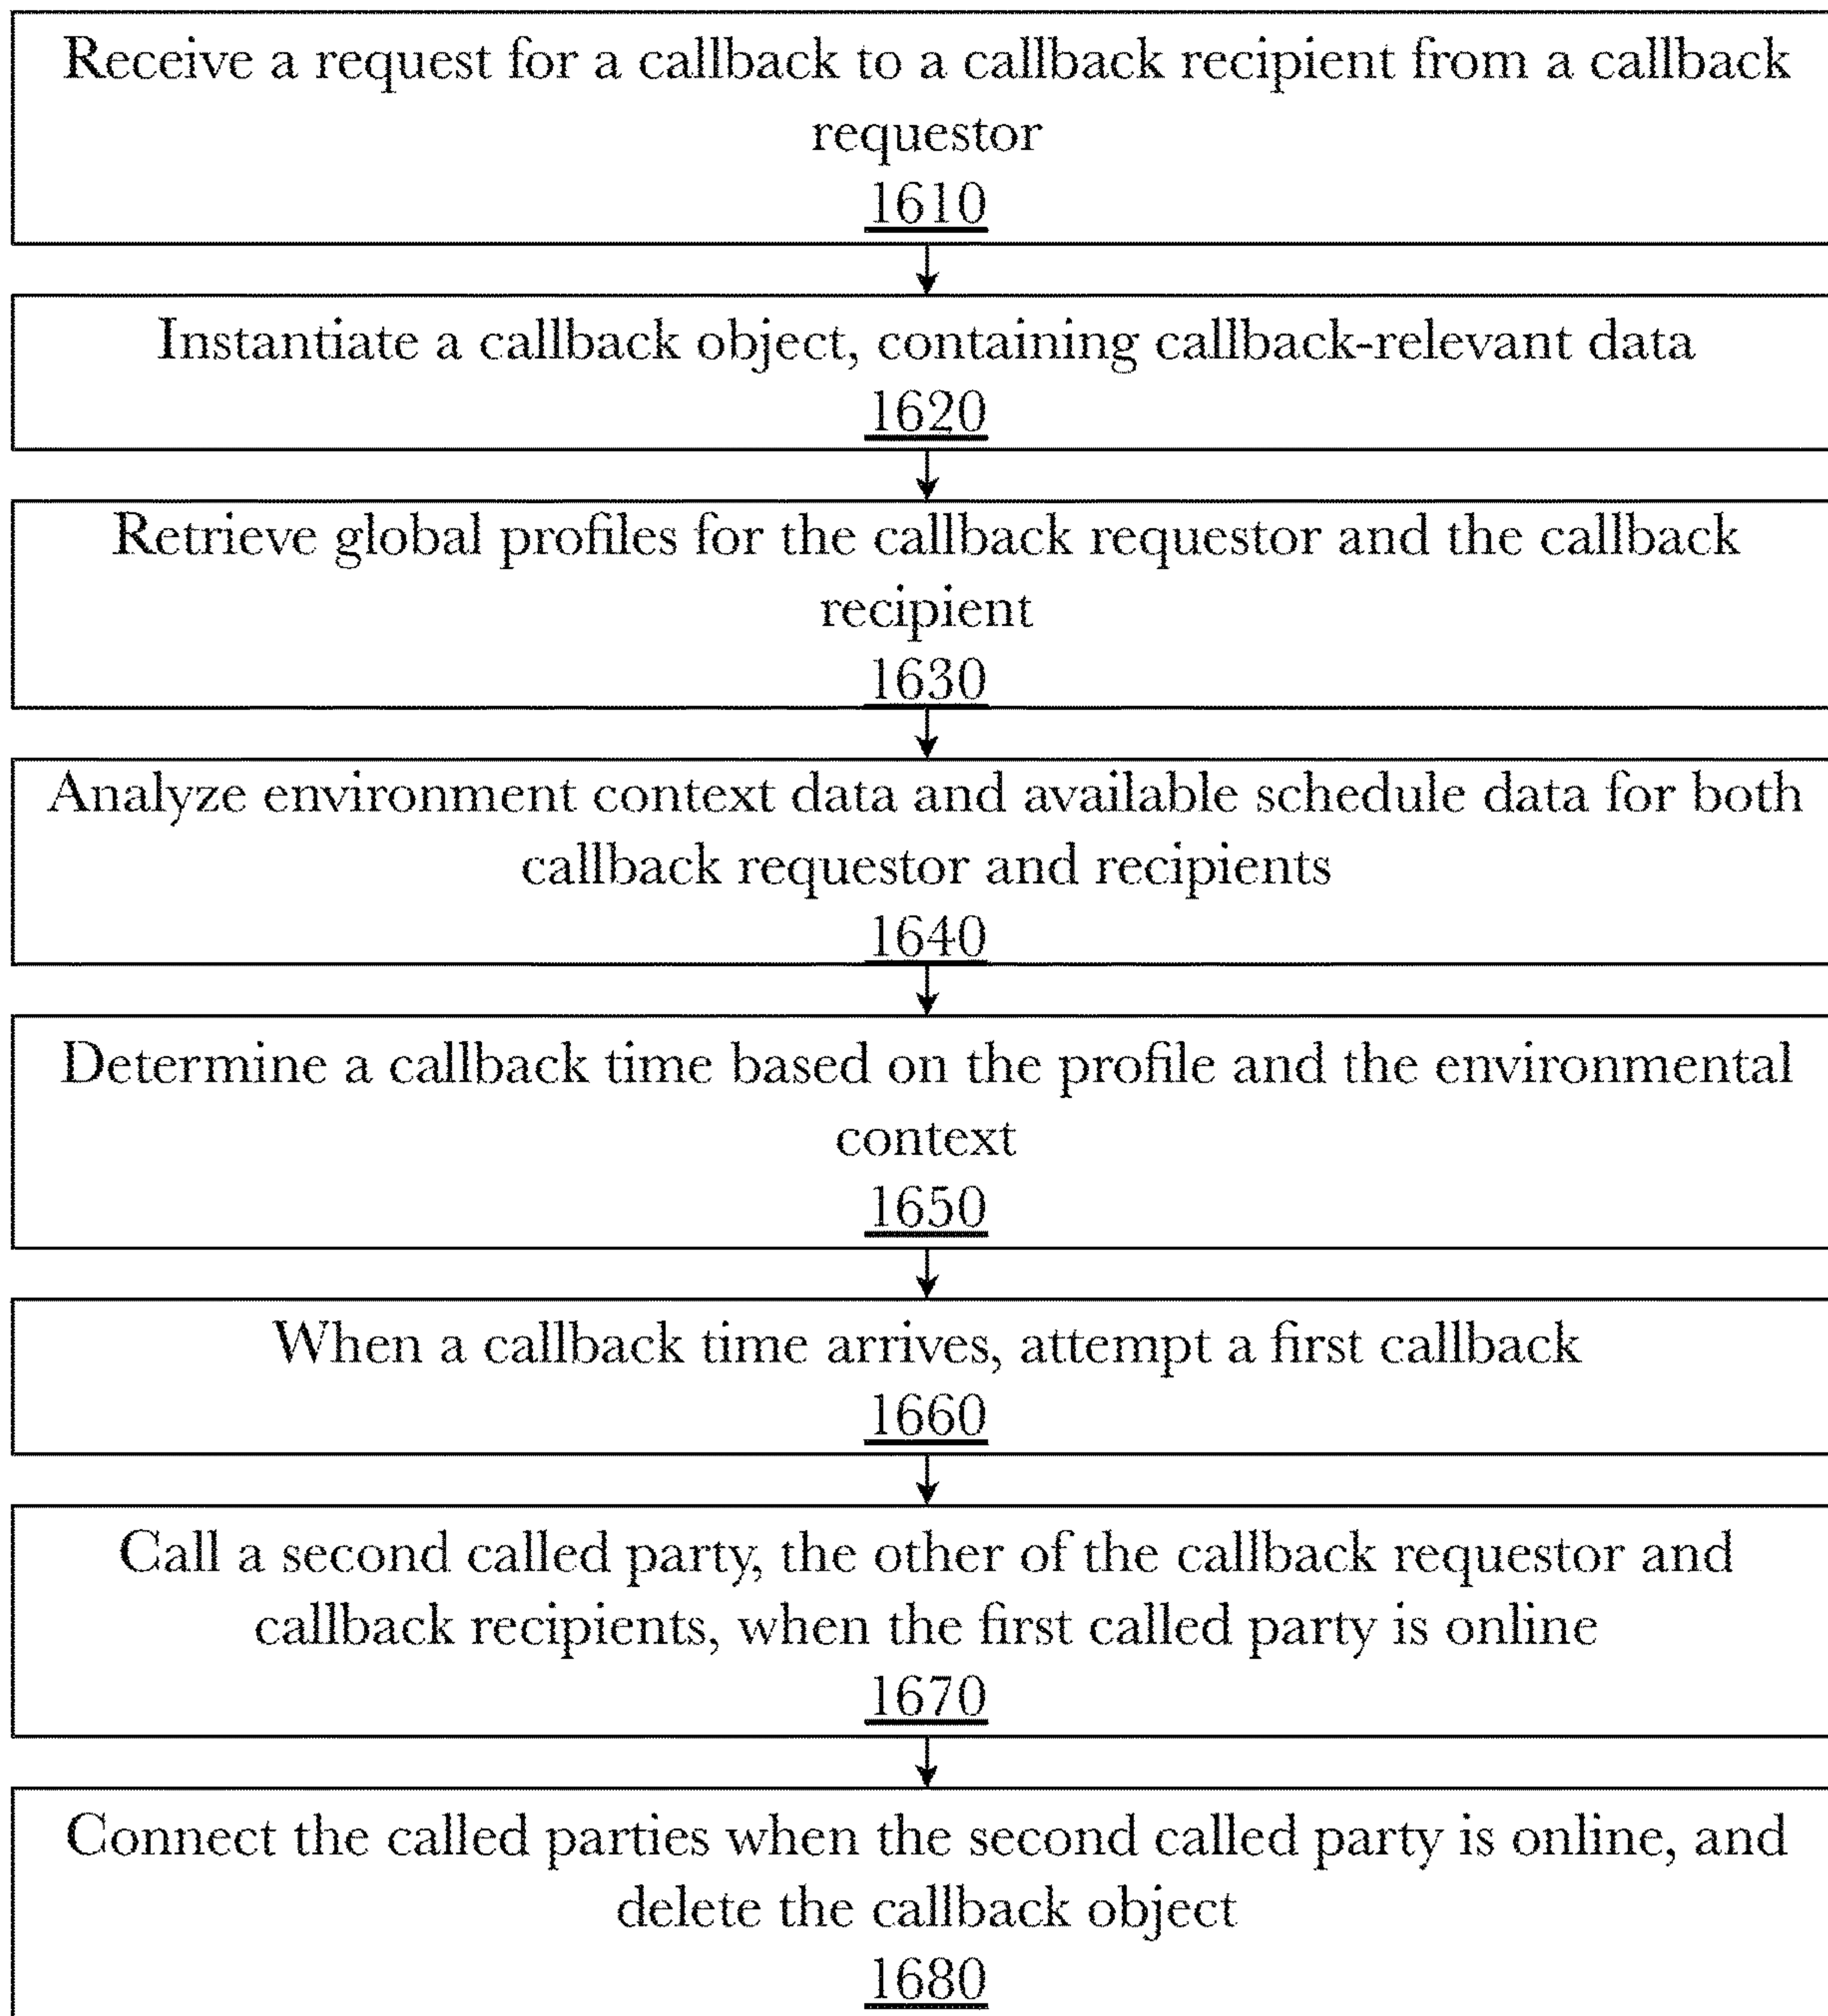 Receive a request for a callback to a callback recipient from a callback
requestor
1610
Instantiate a callback object, containing callback-relevant data
1620
Retrieve global profiles for the callback requestor and the callback
recipient
1630
Analyze environment context data and available schedule data for both
callback requestor and recipients
1640
Determine a callback time based on the profile and the environmental
context
1650
When a callback time arrives, attempt a first callback
1660
Call a second called party, the other of the callback requestor and
callback recipients, when the first called party is online
1670
Connect the called parties when the second called party is online, and
delete the callback object
1680